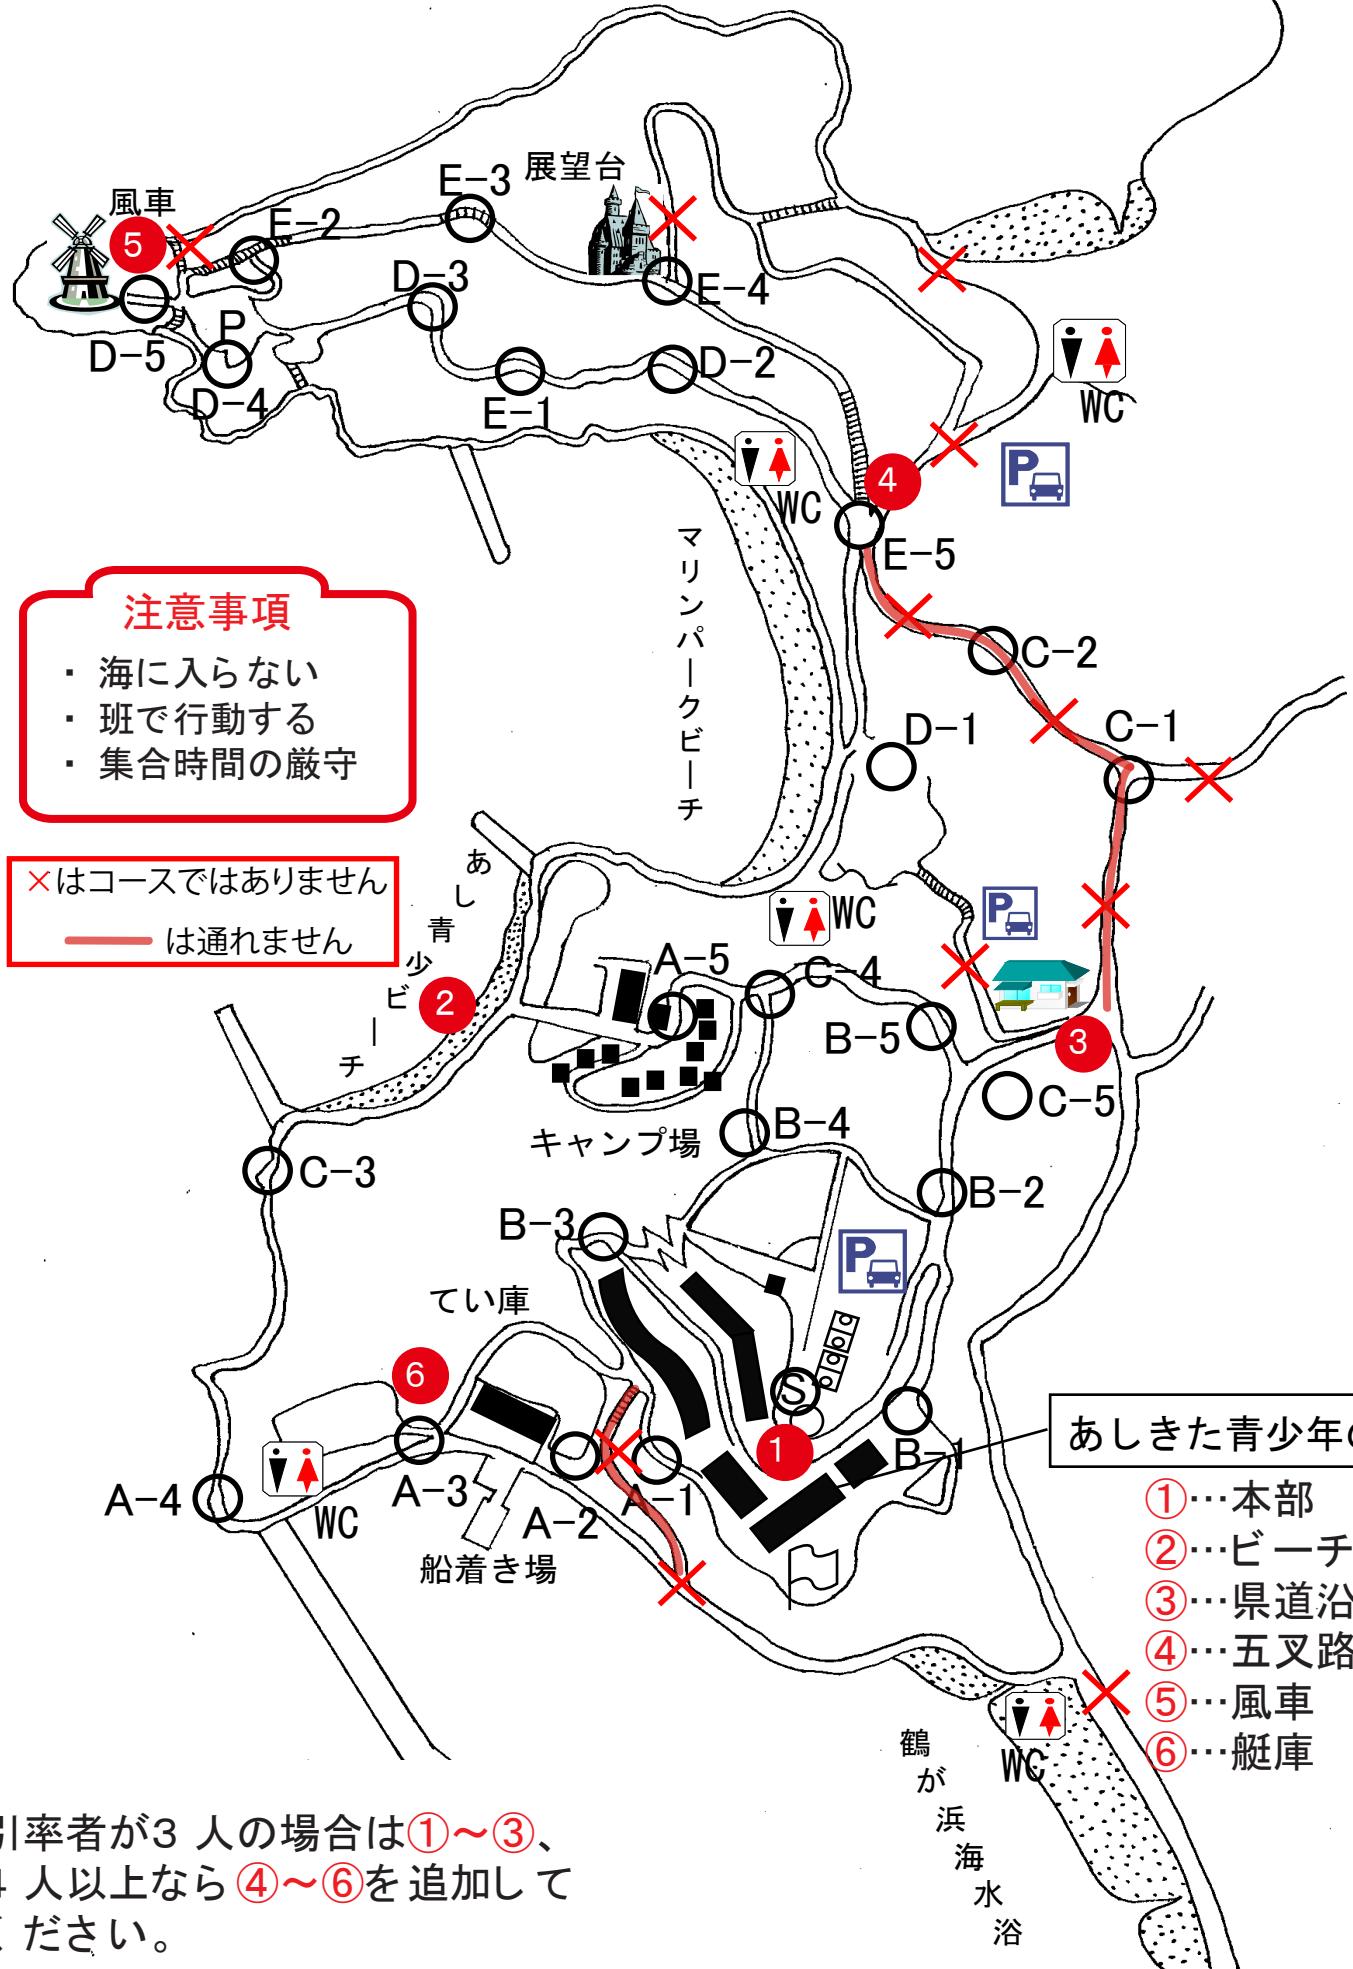 展望台
E-3
風車
5
E-2
D-3
E-4
P
D-5
D-4
E-1
D-2
WC
WC
P
4
E-5
マリンパークビーチ
注意事項
・海に入らない
・班で行動する
・集合時間の厳守
C-2
D-1
C-1
×はコースではありません
は通れません
あし青少ビーチ
2
WC
P
A-5
C-4
B-5
3
C-5
キャンプ場
B-4
C-3
B-2
B-3
P
てい庫
6
S
1
B-1
あしきた青少年の
A-4
WC
A-3
A-2
A-1
船着き場
①…本部
②…ビーチ
③…県道沿
④…五叉路
⑤…風車
⑥…艇庫
WC
鶴が浜海水浴
引率者が3人の場合は①~③、
4人以上なら④~⑥を追加して
ください。